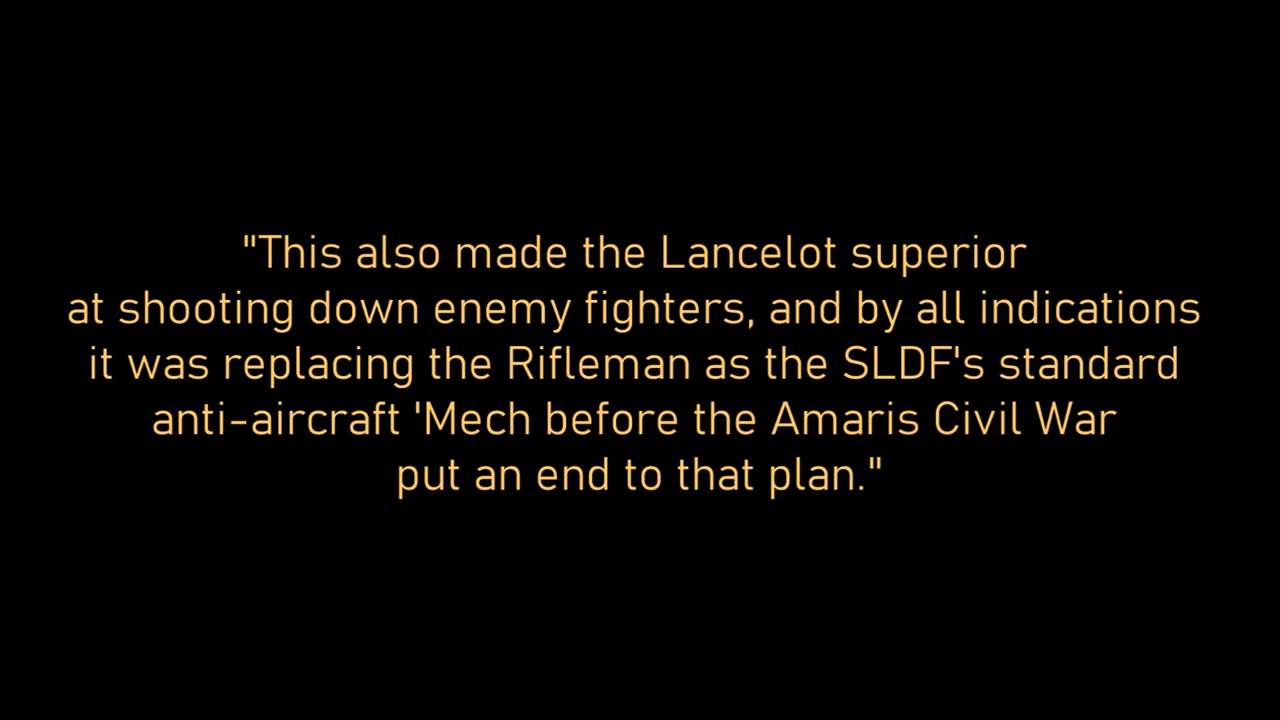 "This also made the Lancelot superior
at shooting down enemy fighters, and by all indications
it was replacing the Rifleman as the SLDF's standard
anti-aircraft 'Mech before the Amaris Civil War
put an end to that plan."